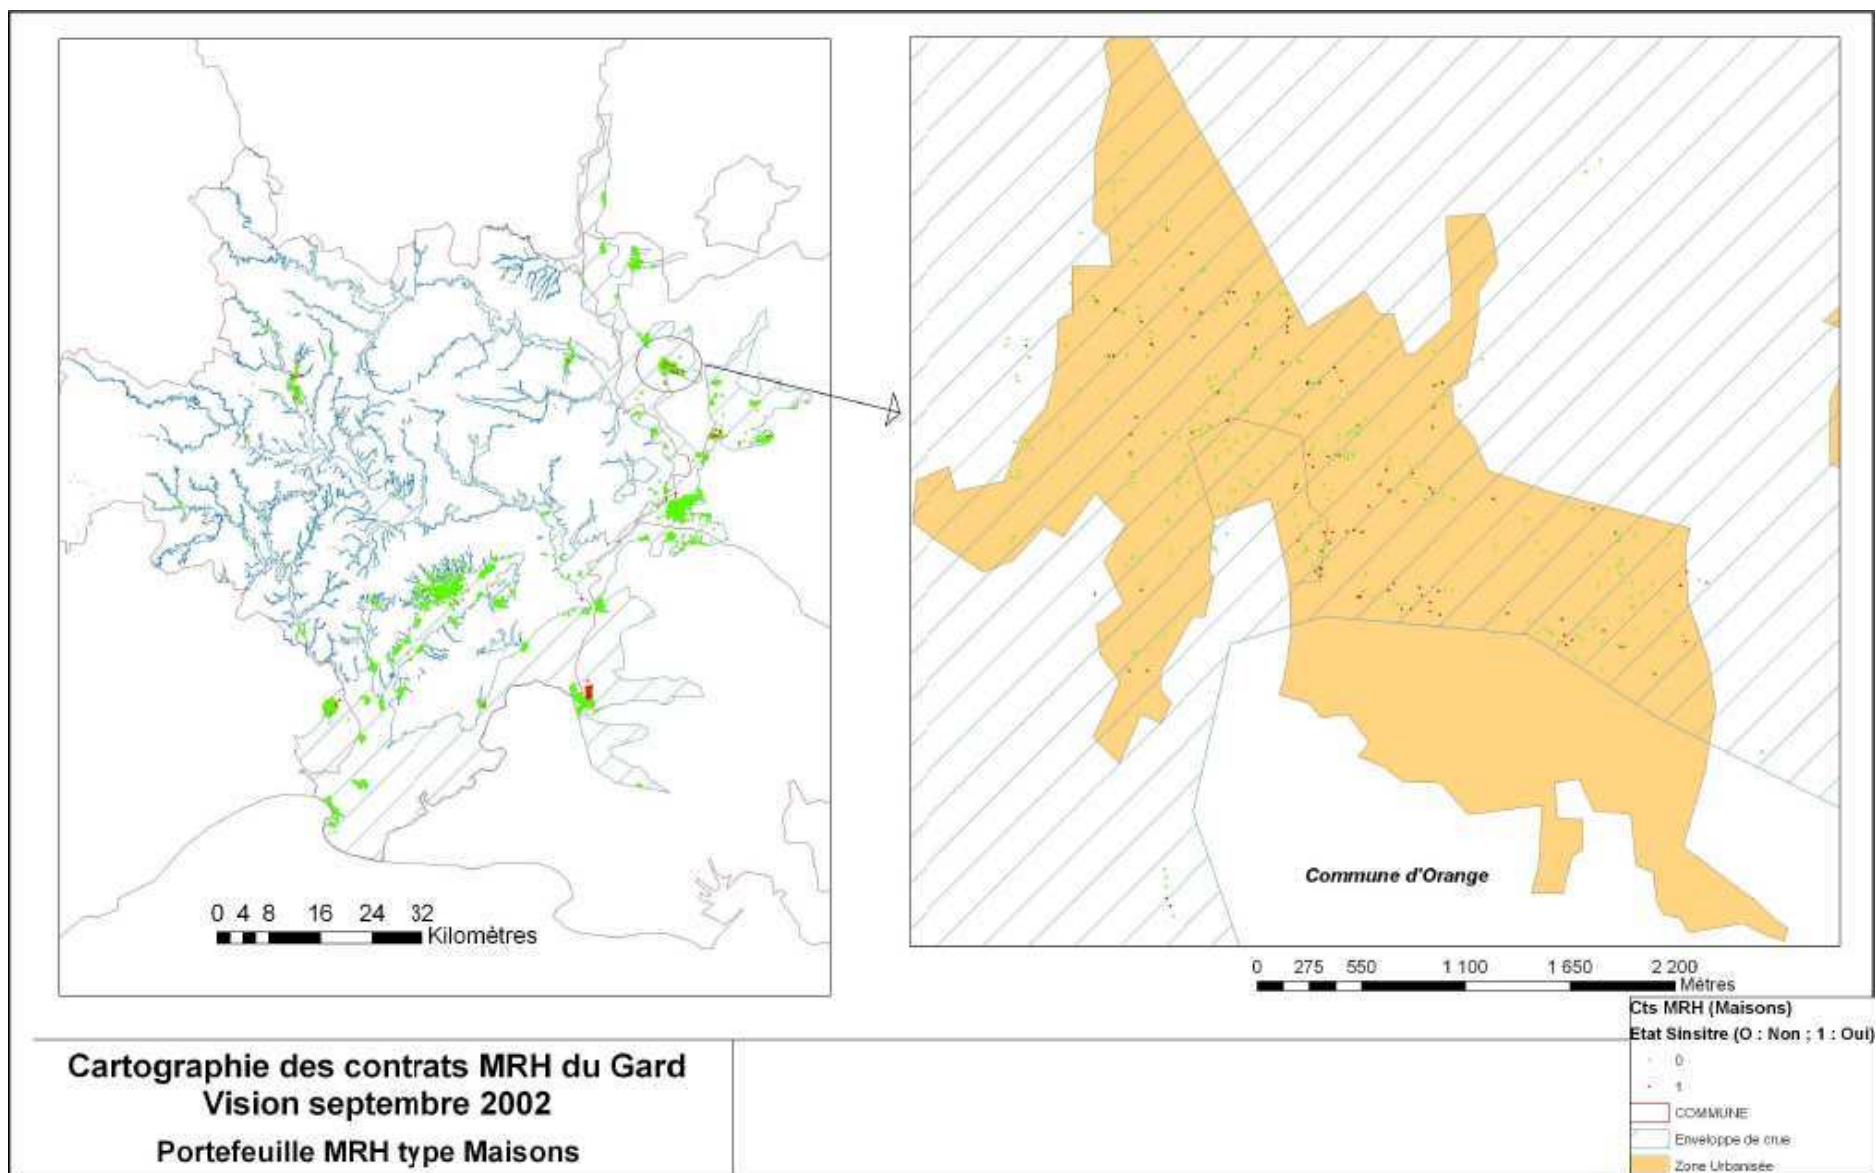 0 4 8 16 24 32
Kilomètres
Commune d'Orange
0 275 550 1 100 1 650 2 200
Mètres
Cts MRH (Maisons)
Etat Sinsitre (O : Non ; 1 : Oui)
0
1
COMMUNE
Enveloppe de crue
Zone Urbanisée
Cartographie des contrats MRH du Gard
Vision septembre 2002
Portefeuille MRH type Maisons